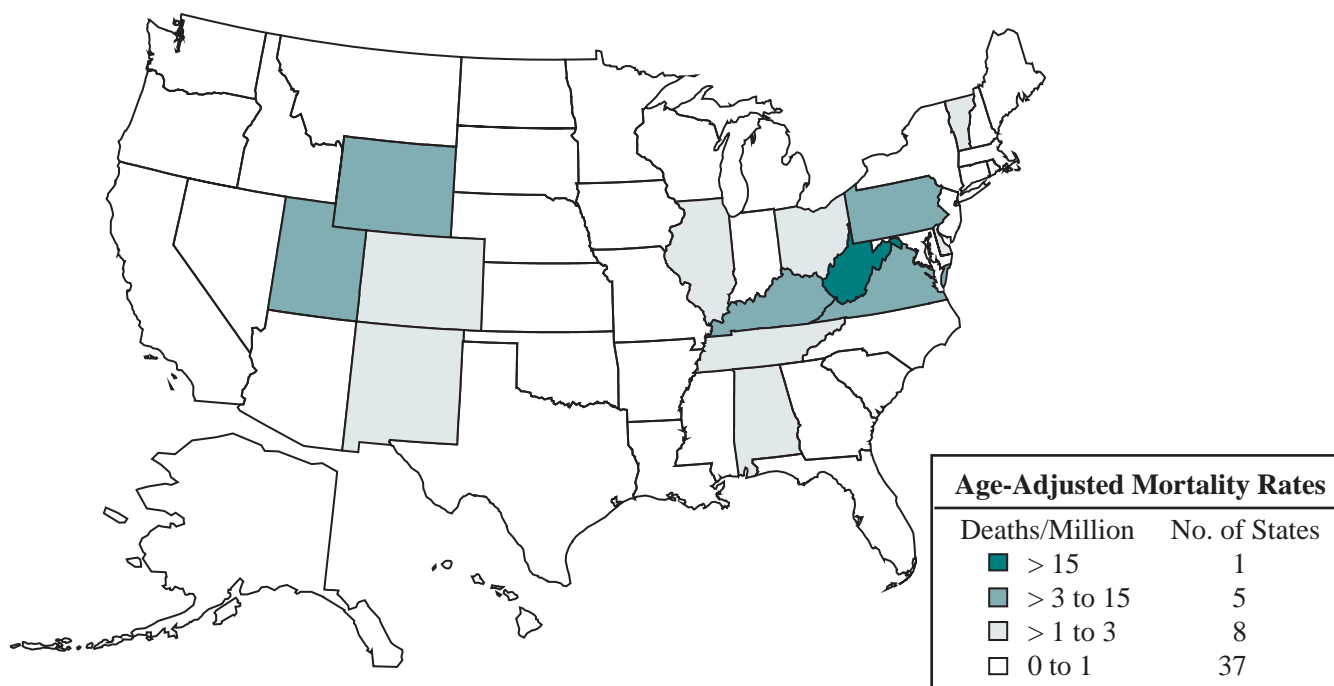 Age-Adjusted Mortality Rates
Deaths/Million No. of States
> 15 1
> 3 to 15 5
> 1 to 3 8
0 to 1 37